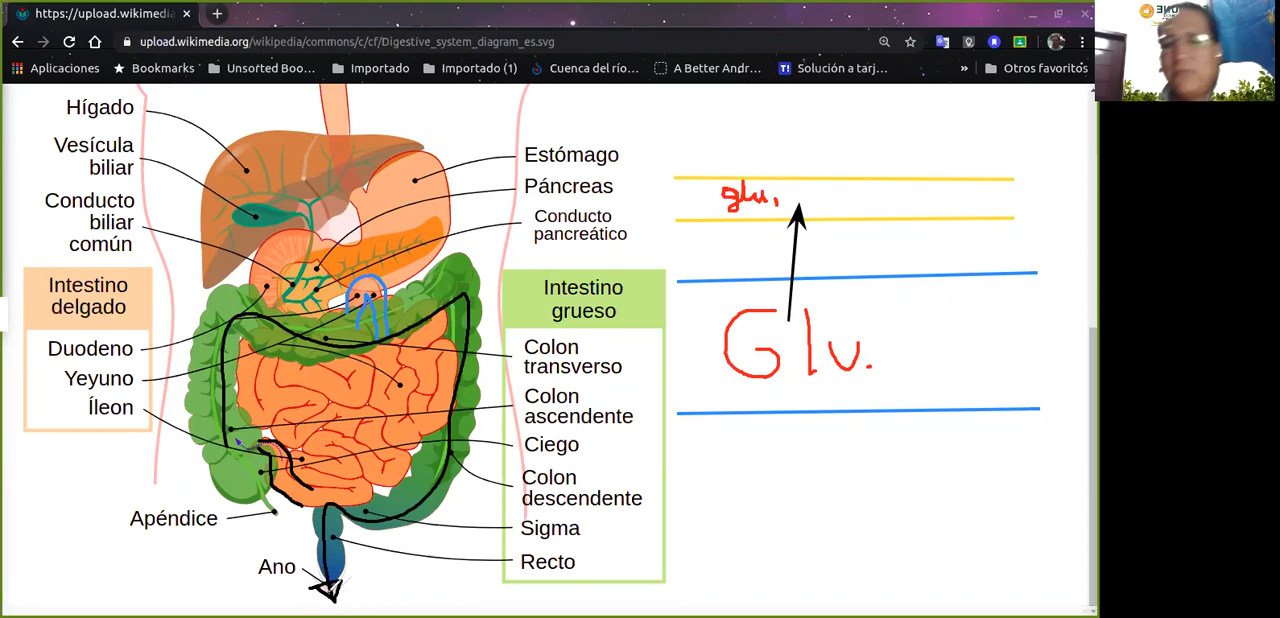 https://upload.wikimedia
upload.wikimedia.org/wikipedia/commons/c/cf/Digestive_system_diagram_es.svg
Aplicaciones
Bookmarks
Unsorted Boo...
Importado
Importado (1)
Cuenca del río...
A Better Andr...
Solución a tarj...
»
Otros favoritos
Hígado
Vesícula
biliar
Conducto
biliar
común
Intestino
delgado
Duodeno
Yeyuno
Íleon
Apéndice
Ano
Estómago
Páncreas
Conducto
pancreático
Intestino
grueso
Colon
transverso
Colon
ascendente
Ciego
Colon
descendente
Sigma
Recto
glu.
Glu.